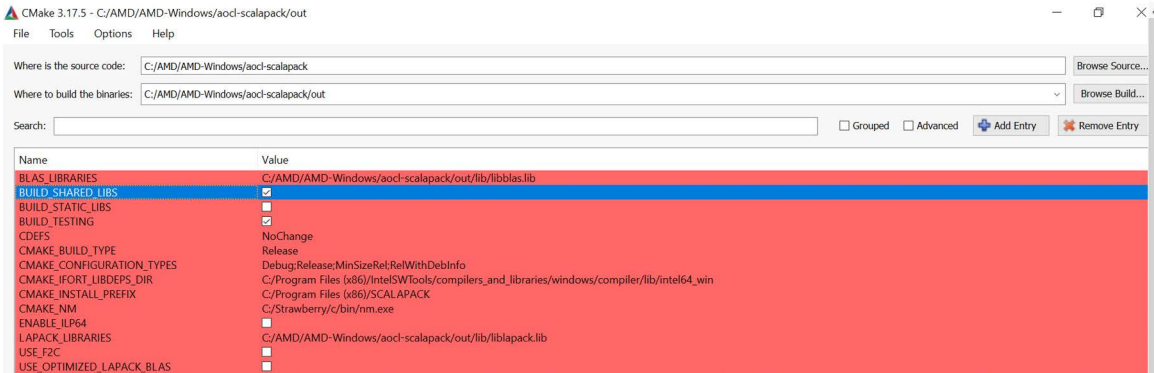 CMake 3.17.5 - C:/AMD/AMD-Windows/aocl-scalapack/out
File Tools Options Help
Where is the source code: C:/AMD/AMD-Windows/aocl-scalapack Browse Source...
Where to build the binaries: C:/AMD/AMD-Windows/aocl-scalapack/out Browse Build...
Search: Grouped Advanced Add Entry Remove Entry
Name Value
BLAS_LIBRARIES C:/AMD/AMD-Windows/aocl-scalapack/out/lib/libblas.lib
BUILD_SHARED_LIBS
BUILD_STATIC_LIBS
BUILD_TESTING
CDEFS NoChange
CMAKE_BUILD_TYPE Release
CMAKE_CONFIGURATION_TYPES Debug;Release;MinSizeRel;RelWithDebInfo
CMAKE_IFORT_LIBDEPS_DIR C:/Program Files (x86)/IntelSWTools/compilers_and_libraries/windows/compiler/lib/intel64_win
CMAKE_INSTALL_PREFIX C:/Program Files (x86)/SCALAPACK
CMAKE_NM C:/Strawberry/c/bin/nm.exe
ENABLE_ILP64
LAPACK_LIBRARIES C:/AMD/AMD-Windows/aocl-scalapack/out/lib/liblapack.lib
USE_F2C
USE_OPTIMIZED_LAPACK_BLAS